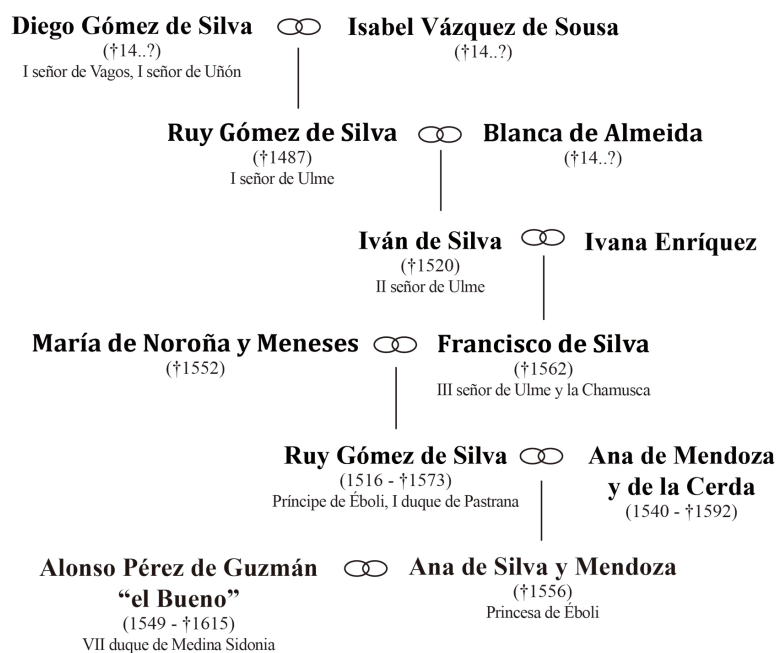 Diego Gómez de Silva
Isabel Vázquez de Sousa
(†14..?)
(†14..?)
I señor de Vagos, I señor de Uñón
Ruy Gómez de Silva
Blanca de Almeida
(†1487)
(†14..?)
I señor de Ulme
Iván de Silva
Ivana Enríquez
(†1520)
II señor de Ulme
María de Noroña y Meneses
Francisco de Silva
(†1552)
(†1562)
III señor de Ulme y la Chamusca
Ruy Gómez de Silva
Ana de Mendoza
y de la Cerda
(1516 - †1573)
(1540 - †1592)
Príncipe de Éboli, I duque de Pastrana
Alonso Pérez de Guzmán
“el Bueno”
Ana de Silva y Mendoza
(1549 - †1615)
(†1556)
VII duque de Medina Sidonia
Princesa de Éboli